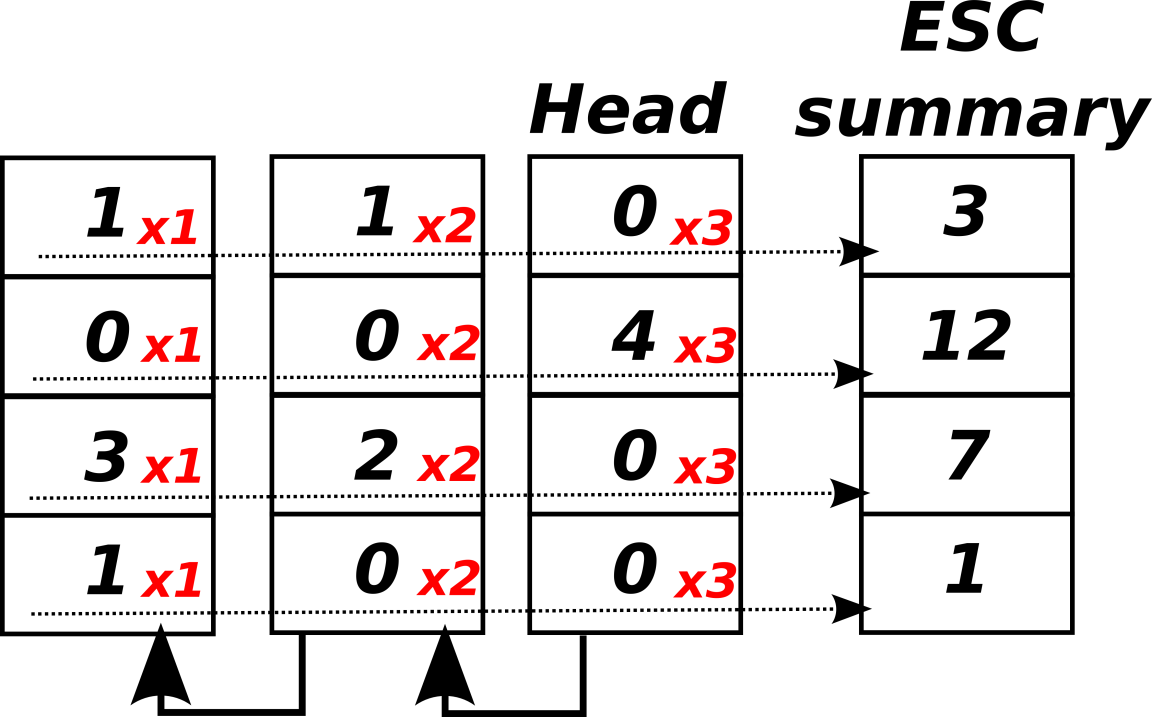 ESC
Head summary
1 x1 1 x2 0 x3 3
0 x1 0 x2 4 x3 12
3 x1 2 x2 0 x3 7
1 x1 0 x2 0 x3 1